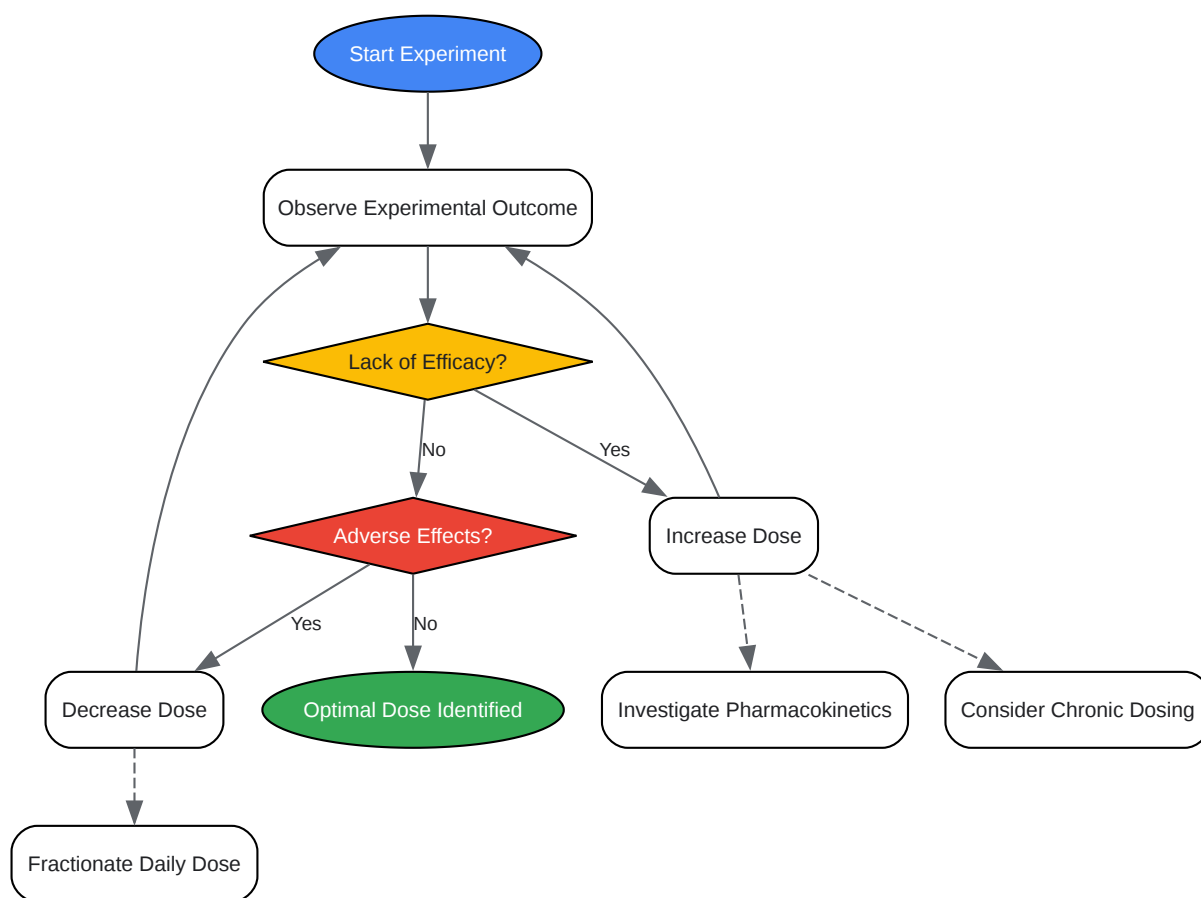 Start Experiment
Observe Experimental Outcome
Lack of Efficacy?
No
Yes
Adverse Effects?
Increase Dose
Yes
No
Decrease Dose
Optimal Dose Identified
Investigate Pharmacokinetics
Consider Chronic Dosing
Fractionate Daily Dose